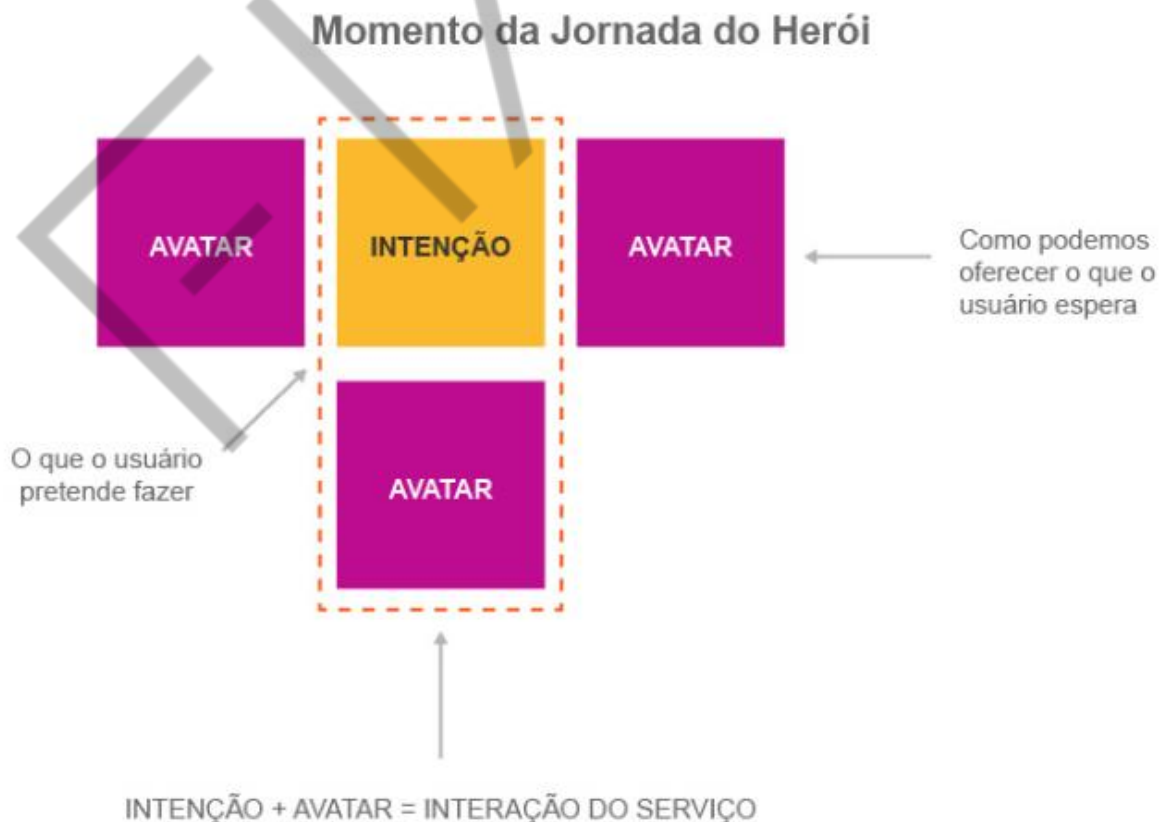 Momento da Jornada do Herói
AVATAR
INTENÇÃO
AVATAR
Como podemos
oferecer o que o
usuário espera
O que o usuário
pretende fazer
AVATAR
INTENÇÃO + AVATAR = INTERAÇÃO DO SERVIÇO